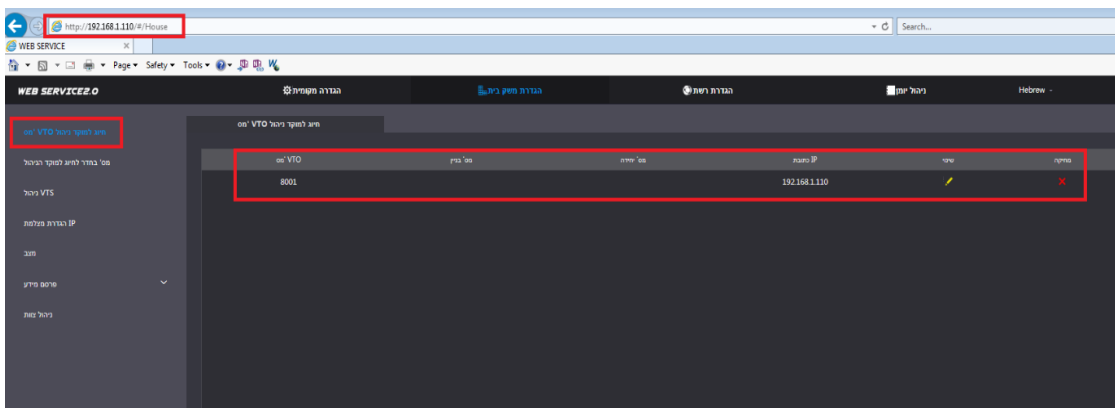 http://192.168.1.110/#/House
Search...
WEB SERVICE
Page Safety Tools
WEB SERVICE2.0
הגדרה מקומית
הגדרת משק בית
הגדרת רשת
ניהול יומן
Hebrew
חיוג למוקד ניהול VTO מס'
מס' בחדר לחיוג למוקד הניהול
VTS ניהול
IP הגדרת מצלמת
מצב
פרסם מידע
ניהול צוות
חיוג למוקד ניהול VTO מס'
מס' VTO
מס' בניין
מס' יחידה
IP כתובת
שינוי
מחיקה
8001
192.168.1.110